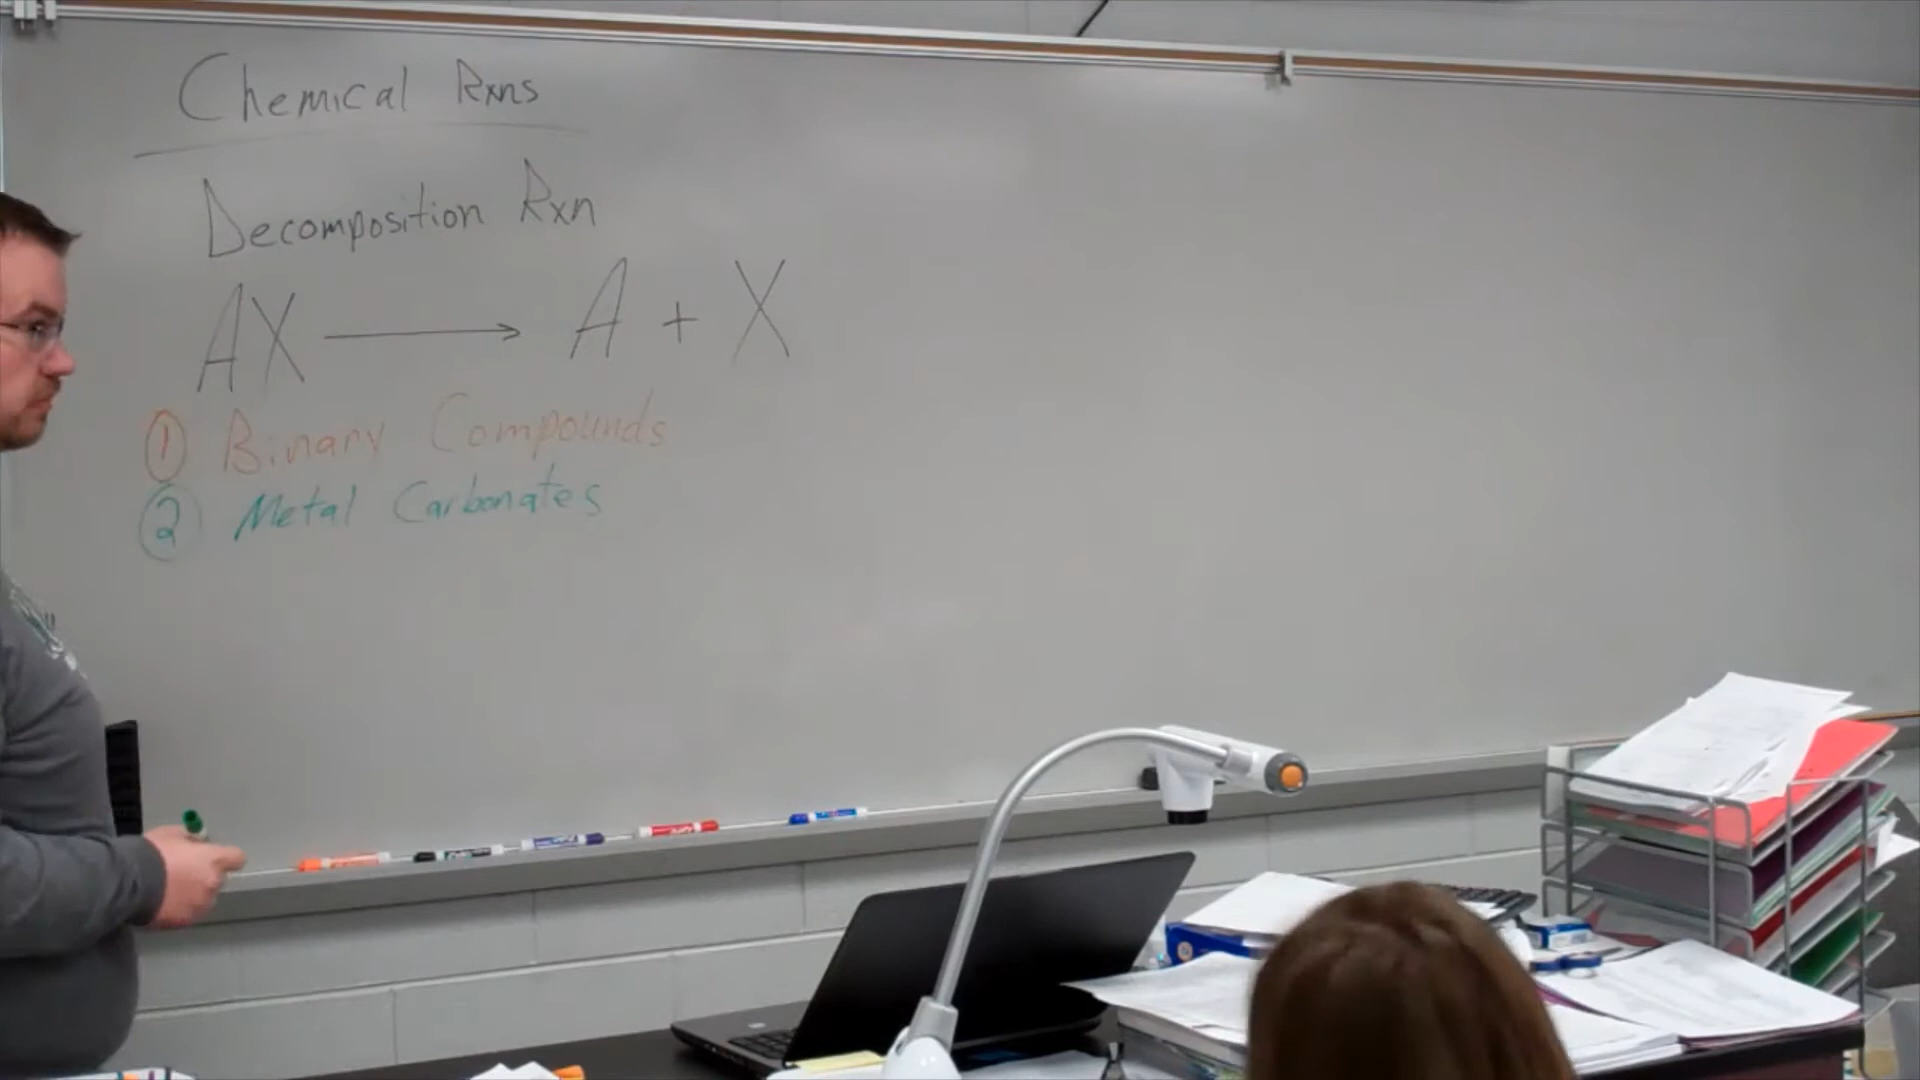 Chemical Rxns
Decomposition Rxn
AX → A + X
① Binary Compounds
② Metal Carbonates